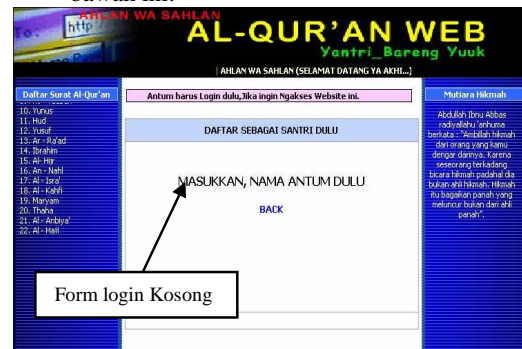 To:
http
AHLAN WA SAHLAN
AL-QUR'AN WEB
Yantri_Bareng Yuuk
| AHLAN WA SAHLAN (SELAMAT DATANG YA AKHI...)
Daftar Surat Al-Qur'an
10. Yunus
11. Hud
12. Yusuf
13. Ar - Ra'ad
14. Ibrahim
15. Al- Hijr
16. An - Nahl
17. Al - Isra'
18. Al - Kahfi
19. Maryam
20. Thaha
21. Al - Anbiya'
22. Al - Hajj
Antum harus Login dulu,Jika ingin Ngakses Website ini.
DAFTAR SEBAGAI SANTRI DULU
MASUKKAN, NAMA ANTUM DULU
BACK
Form login Kosong
Mutiara Hikmah
Abdullah Ibnu Abbas
radiyallahu 'anhuma
berkata : "Ambillah hikmah
dari orang yang kamu
dengar darinya. Karena
seseorang terkadang
bicara hikmah padahal dia
bukan ahli hikmah. Hikmah
itu bagaikan panah yang
meluncur bukan dari ahli
panah".